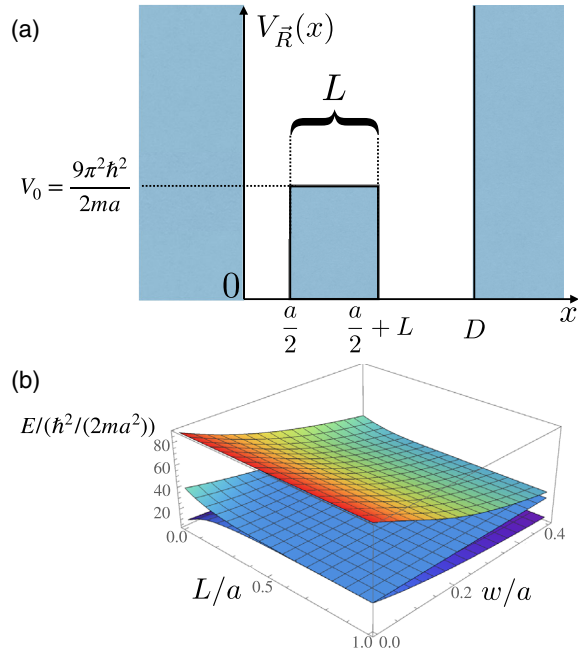 (a)
V_{\vec{R}}(x)
L
V_0 = \frac{9\pi^2\hbar^2}{2ma}
0
\frac{a}{2}
\frac{a}{2} + L
D
x
(b)
E/(\hbar^2/(2ma^2))
80
60
40
20
0.0
0.5
1.0
L/a
0.0
0.2
0.4
w/a